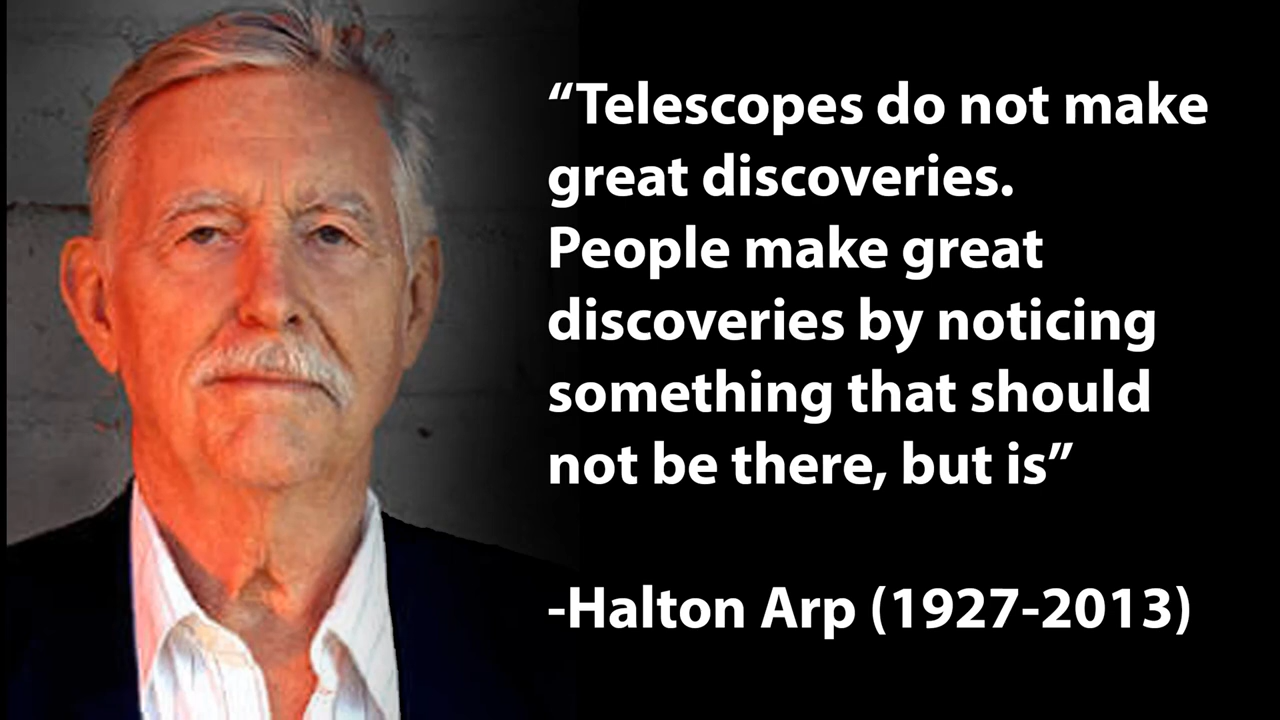 “Telescopes do not make
great discoveries.
People make great
discoveries by noticing
something that should
not be there, but is”
-Halton Arp (1927-2013)